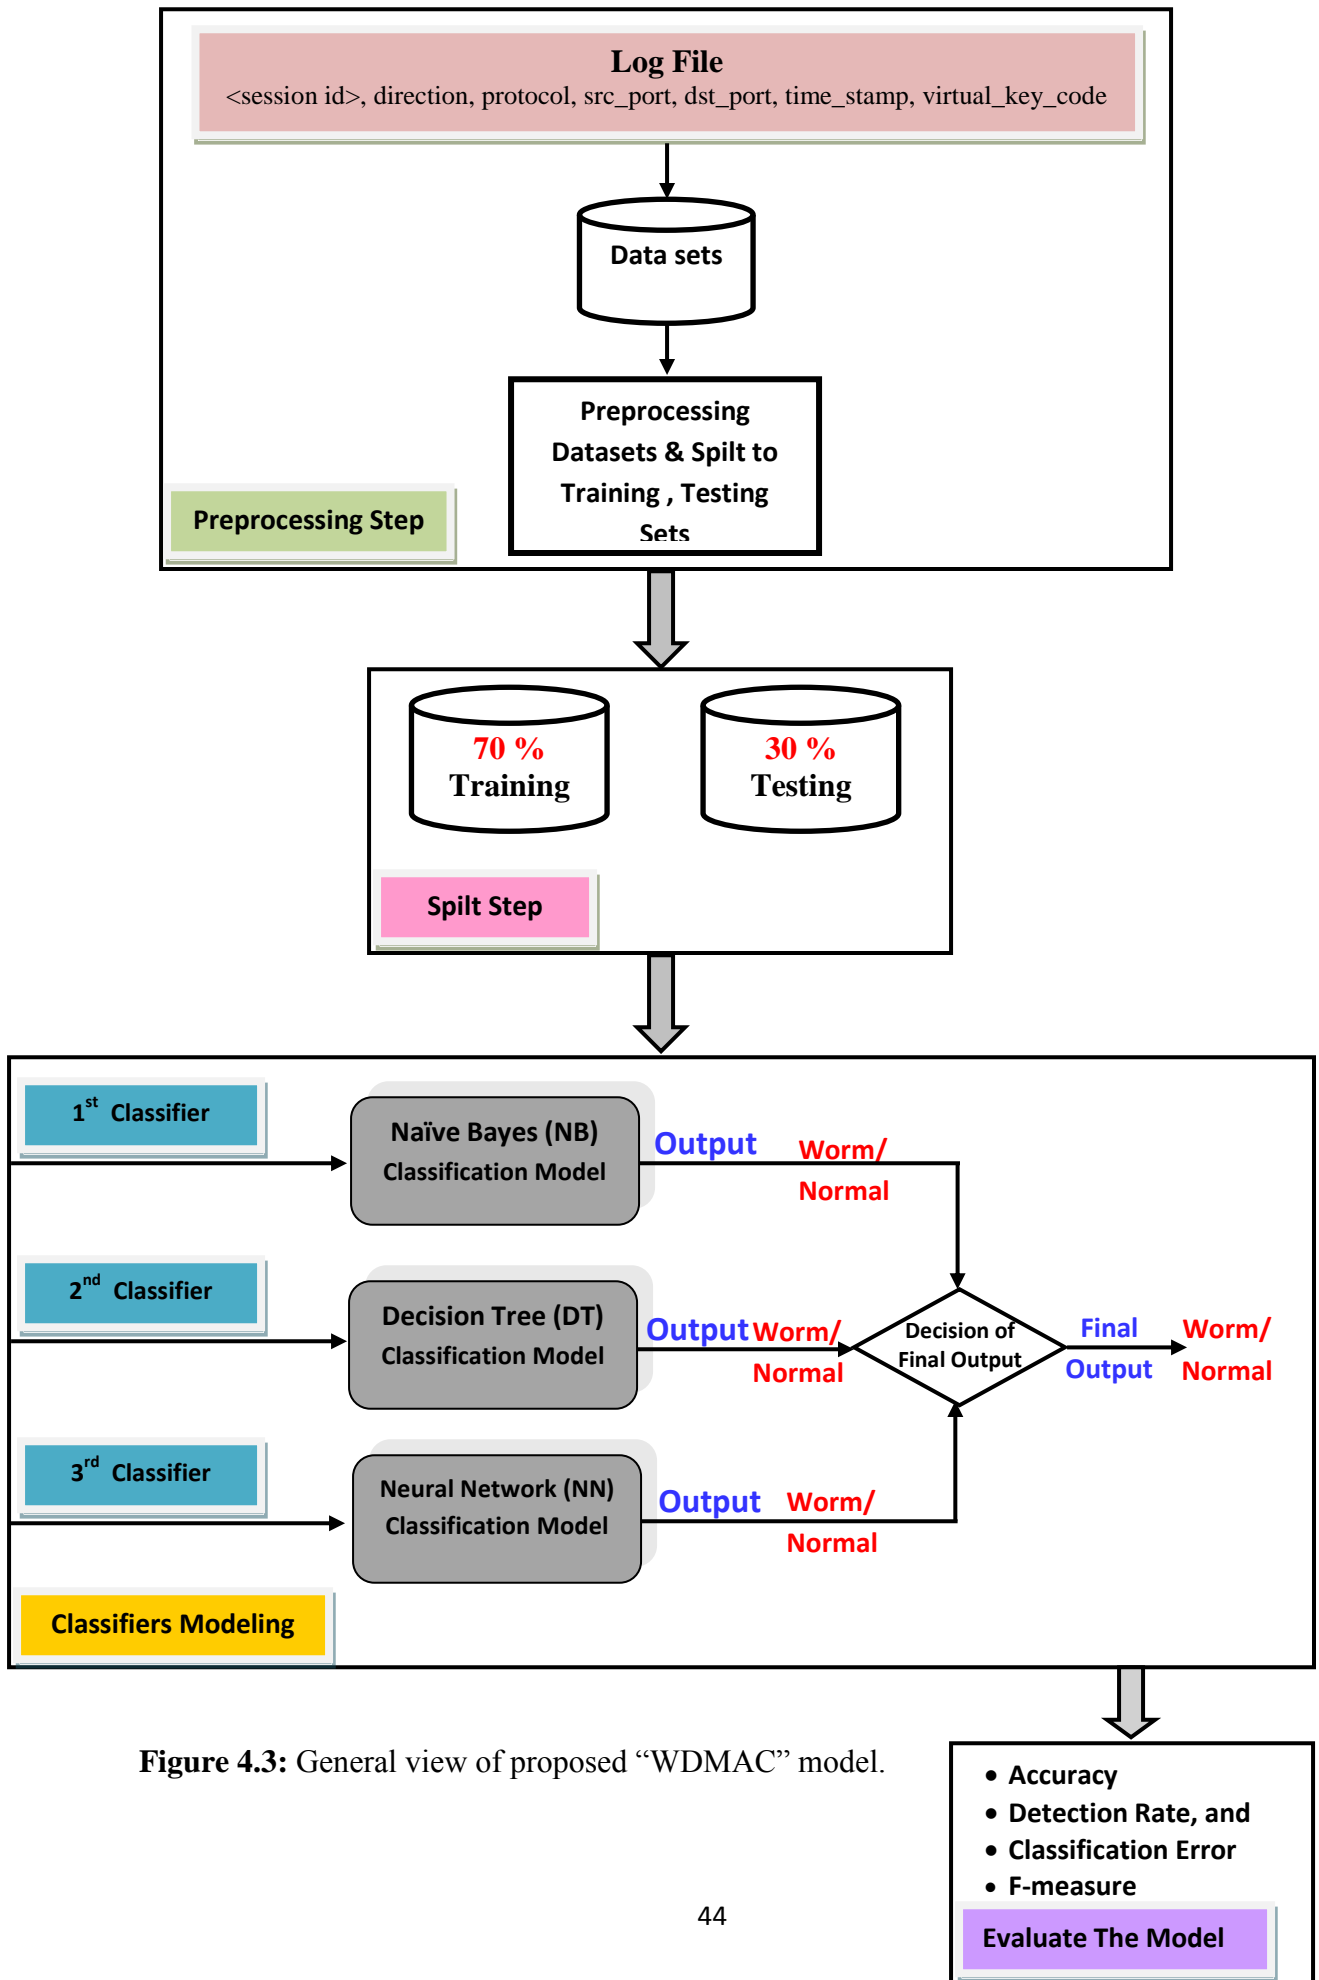 Log File
<session id>, direction, protocol, src_port, dst_port, time_stamp, virtual_key_code
Data sets
Preprocessing
Datasets & Spilt to
Training , Testing
Sets
Preprocessing Step
70 %
Training
30 %
Testing
Spilt Step
1st Classifier
Naïve Bayes (NB)
Classification Model
Output
Worm/
Normal
2nd Classifier
Decision Tree (DT)
Classification Model
Output
Worm/
Normal
Decision of
Final Output
Final
Output
Worm/
Normal
3rd Classifier
Neural Network (NN)
Classification Model
Output
Worm/
Normal
Classifiers Modeling
Figure 4.3: General view of proposed “WDMAC” model.
• Accuracy
• Detection Rate, and
• Classification Error
• F-measure
Evaluate The Model
44